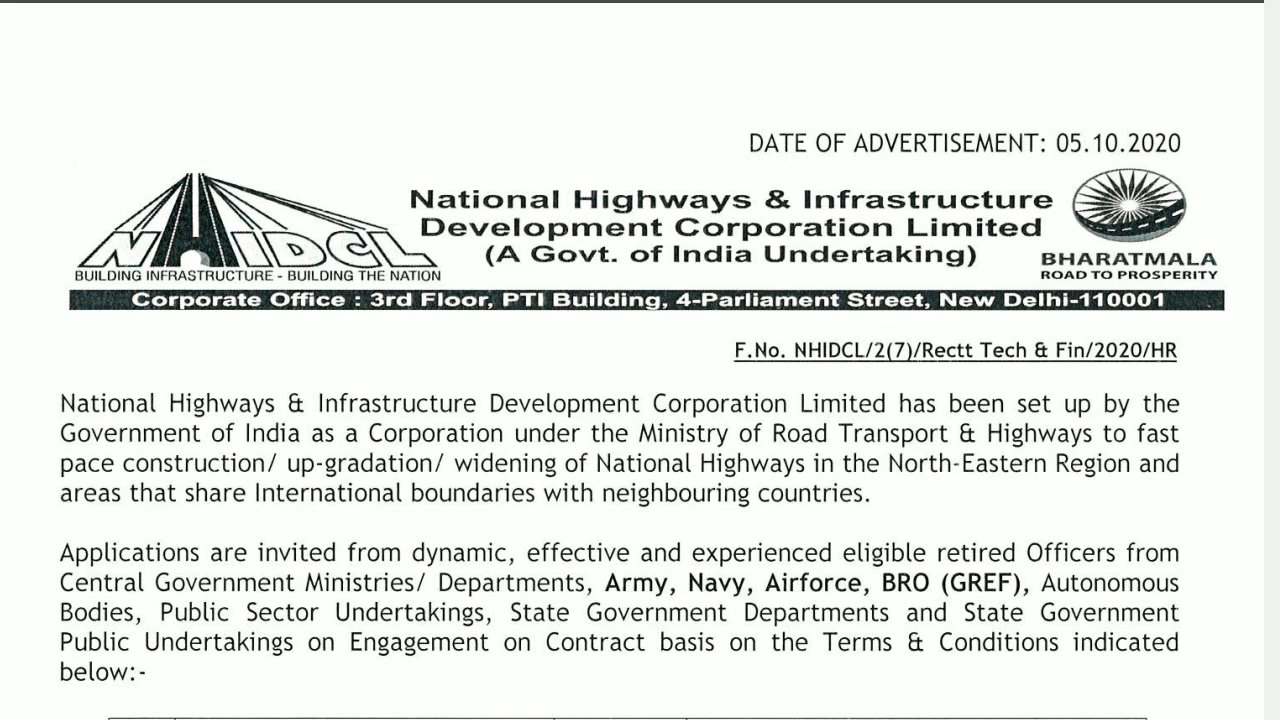 DATE OF ADVERTISEMENT: 05.10.2020
NHIDCL
BUILDING INFRASTRUCTURE - BUILDING THE NATION
National Highways & Infrastructure
Development Corporation Limited
(A Govt. of India Undertaking)
BHARATMALA
ROAD TO PROSPERITY
Corporate Office : 3rd Floor, PTI Building, 4-Parliament Street, New Delhi-110001
F.No. NHIDCL/2(7)/Rectt Tech & Fin/2020/HR
National Highways & Infrastructure Development Corporation Limited has been set up by the
Government of India as a Corporation under the Ministry of Road Transport & Highways to fast
pace construction/ up-gradation/ widening of National Highways in the North-Eastern Region and
areas that share International boundaries with neighbouring countries.
Applications are invited from dynamic, effective and experienced eligible retired Officers from
Central Government Ministries/ Departments, Army, Navy, Airforce, BRO (GREF), Autonomous
Bodies, Public Sector Undertakings, State Government Departments and State Government
Public Undertakings on Engagement on Contract basis on the Terms & Conditions indicated
below:-